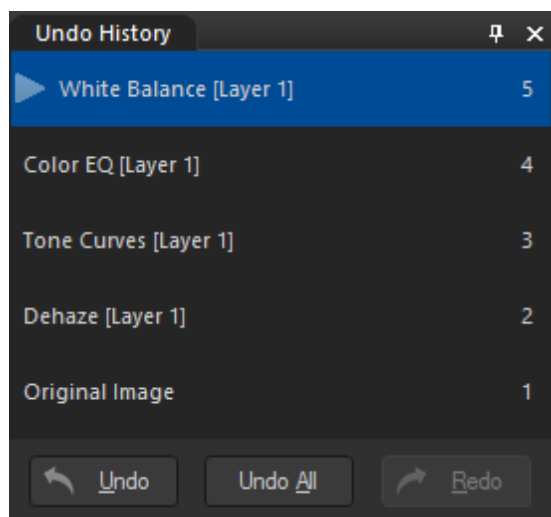 Undo History
White Balance [Layer 1] 5
Color EQ [Layer 1] 4
Tone Curves [Layer 1] 3
Dehaze [Layer 1] 2
Original Image 1
Undo Undo All Redo